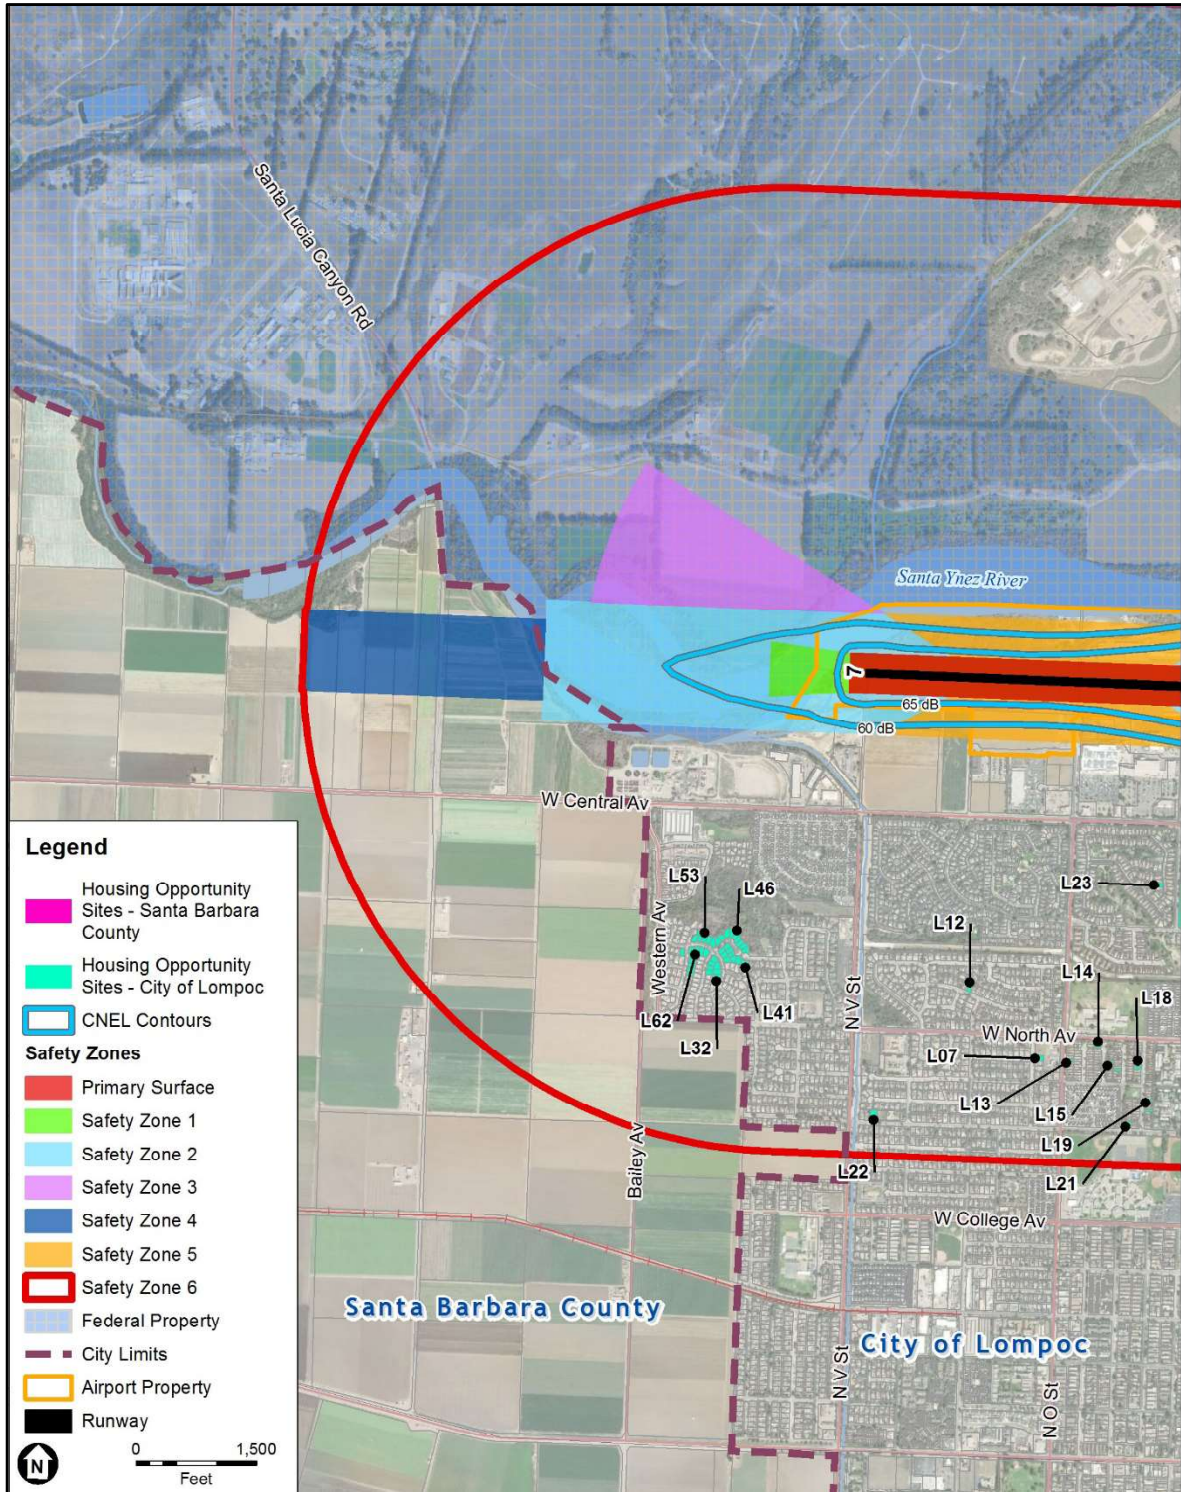 Santa Lucia Canyon Rd
Santa Ynez River
7
65 dB
60 dB
W Central Av
L53
L46
L23
L12
Western Av
L14
L18
N V St
L62
L41
W North Av
L32
L07
L13
L15
L19
Bailey Av
L22
L21
W College Av
Santa Barbara County
City of Lompoc
N V St
N O St
Legend
Housing Opportunity
Sites - Santa Barbara
County
Housing Opportunity
Sites - City of Lompoc
CNEL Contours
Safety Zones
Primary Surface
Safety Zone 1
Safety Zone 2
Safety Zone 3
Safety Zone 4
Safety Zone 5
Safety Zone 6
Federal Property
City Limits
Airport Property
Runway
N
0 1,500
Feet